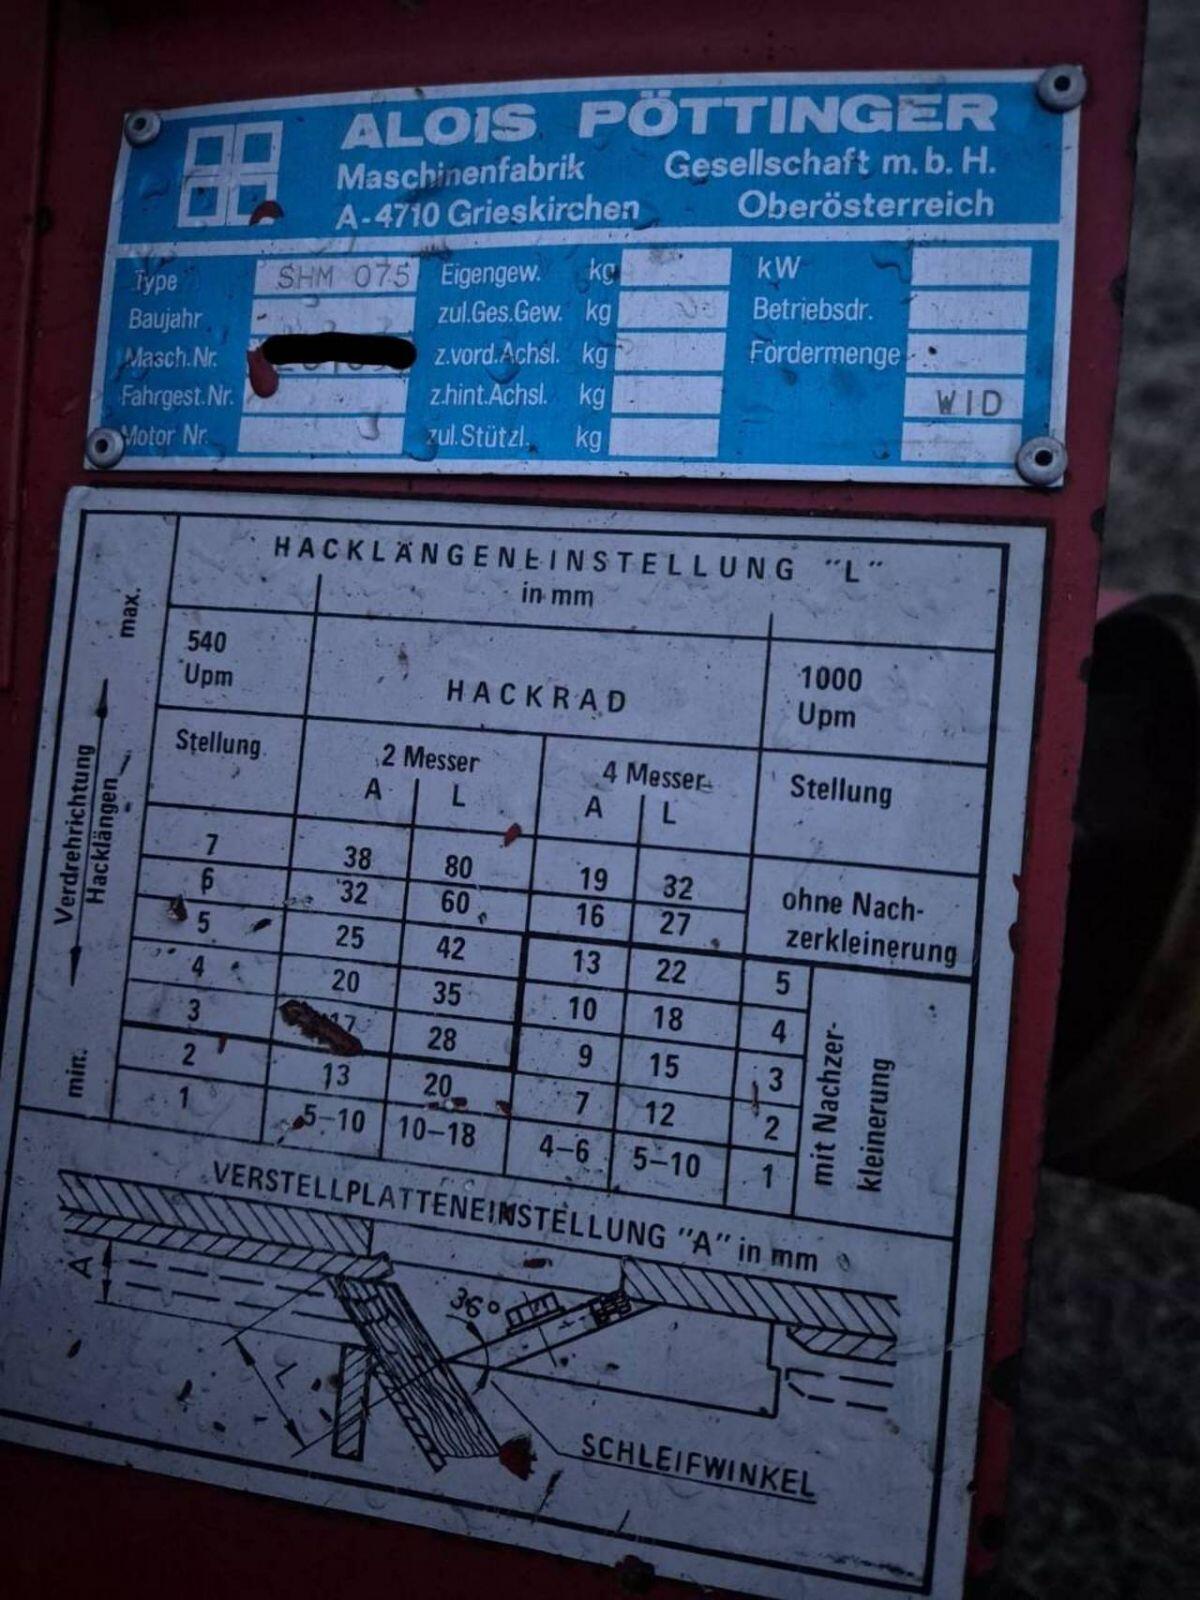 ALOIS PÖTTINGER
Maschinenfabrik Gesellschaft m.b.H.
A-4710 Grieskirchen Oberösterreich
Type SHM 075 Eigengew. kg kW
Baujahr zul.Ges.Gew. kg Betriebsdr.
Masch.Nr. z.vord.Achsl. kg Fördermenge
Fahrgest.Nr. z.hint.Achsl. kg WID
Motor Nr. zul.Stützl. kg
HACKLÄNGENEINSTELLUNG "L"
in mm
540 Upm HACKRAD 1000 Upm
Stellung 2 Messer 4 Messer Stellung
A L A L
7 38 80 19 32 ohne Nach-
6 32 60 16 27 zerkleinerung
5 25 42 13 22 5
4 20 35 10 18 4
3 17 28 9 15 3
2 13 20 7 12 2
1 5-10 10-18 4-6 5-10 1
mit Nachzer-
kleinerung
max.
Verdrehrichtung
Hacklängen
min.
VERSTELLPLATTENEINSTELLUNG "A" in mm
A
36°
L
SCHLEIFWINKEL